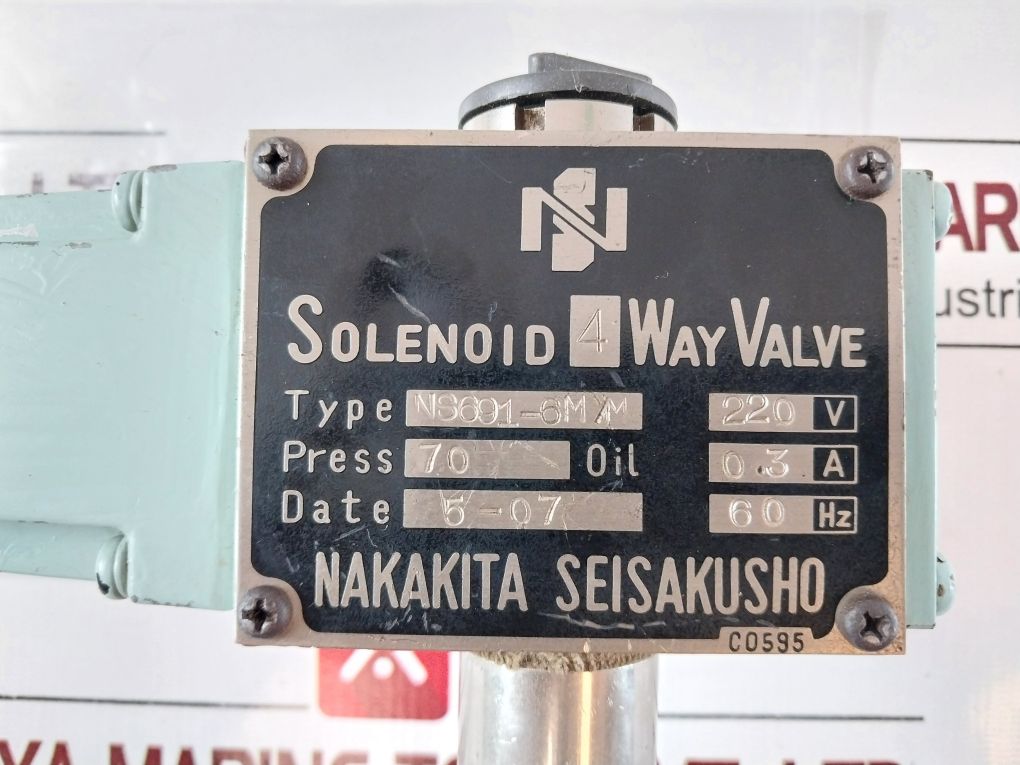 NS
SOLENOID 4 WAY VALVE
Type NS691-6M 220 V
Press 70 Oil 0.3 A
Date 5-07 60 Hz
NAKAKITA SEISAKUSHO
C0595